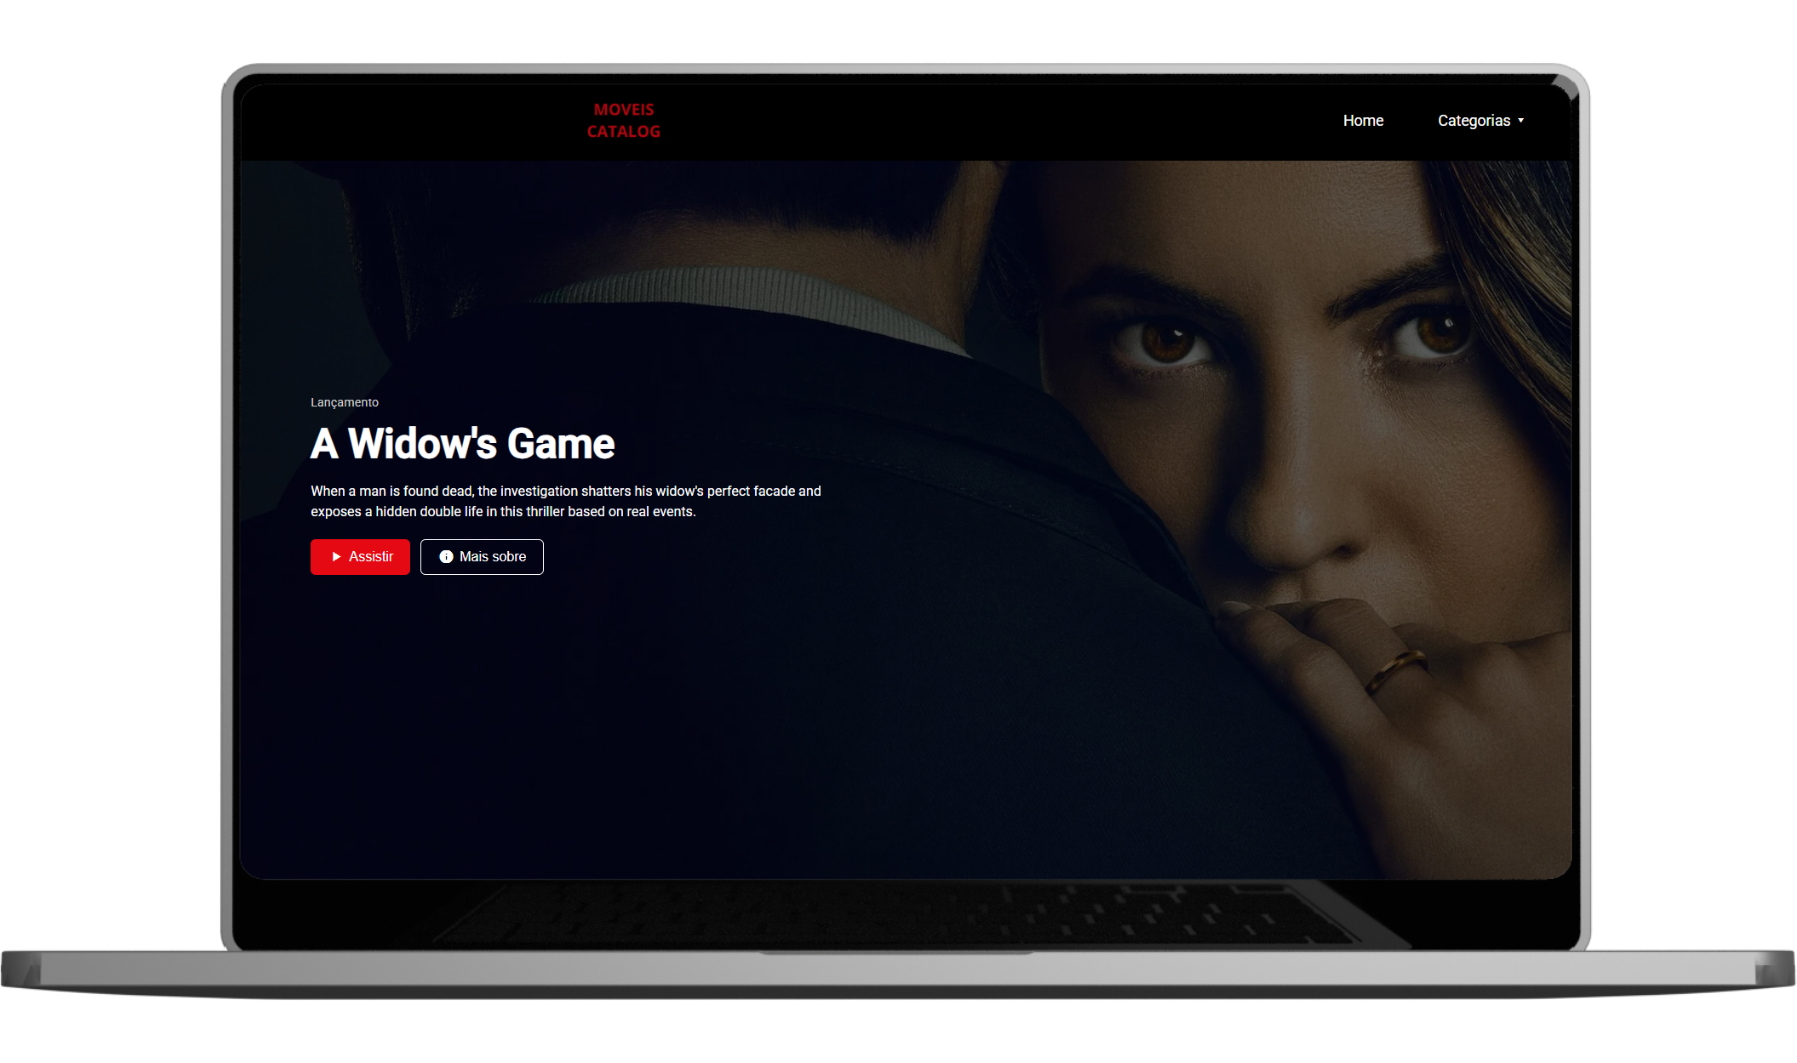 MOVEIS
CATALOG
Home
Categorias
Lançamento
A Widow's Game
When a man is found dead, the investigation shatters his widow's perfect facade and
exposes a hidden double life in this thriller based on real events.
Assistir
Mais sobre